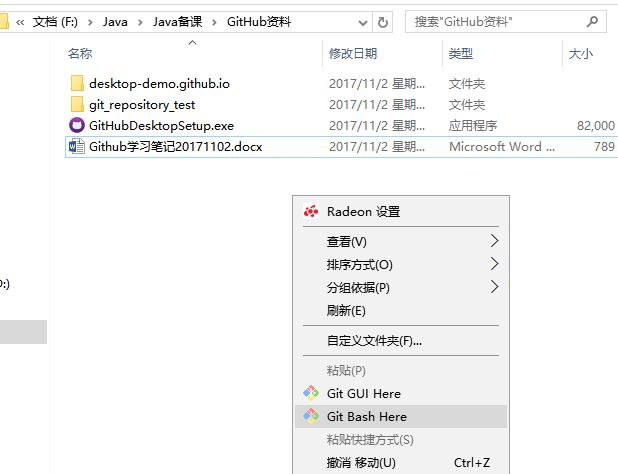 « 文档 (F:) › Java › Java备课 › GitHub资料 搜索"GitHub资料"
名称 修改日期 类型 大小
desktop-demo.github.io 2017/11/2 星期... 文件夹
git_repository_test 2017/11/2 星期... 文件夹
GitHubDesktopSetup.exe 2017/11/2 星期... 应用程序 82,000
Github学习笔记20171102.docx 2017/11/2 星期... Microsoft Word ... 789
Radeon 设置
查看(V)
排序方式(O)
:)
分组依据(P)
刷新(E)
自定义文件夹(F)...
粘贴(P)
Git GUI Here
Git Bash Here
粘贴快捷方式(S)
撤消 移动(U) Ctrl+Z